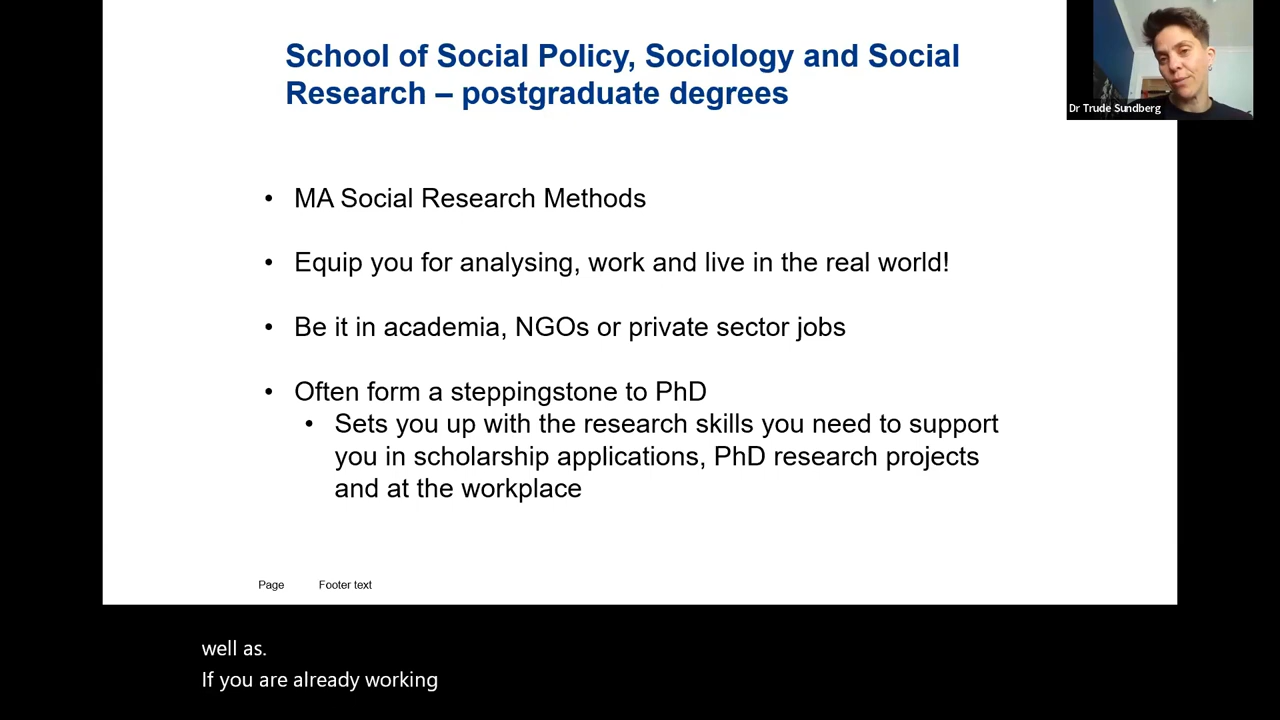 School of Social Policy, Sociology and Social
Research – postgraduate degrees
Dr Trude Sundberg
• MA Social Research Methods
• Equip you for analysing, work and live in the real world!
• Be it in academia, NGOs or private sector jobs
• Often form a steppingstone to PhD
• Sets you up with the research skills you need to support
you in scholarship applications, PhD research projects
and at the workplace
Page Footer text
well as.
If you are already working